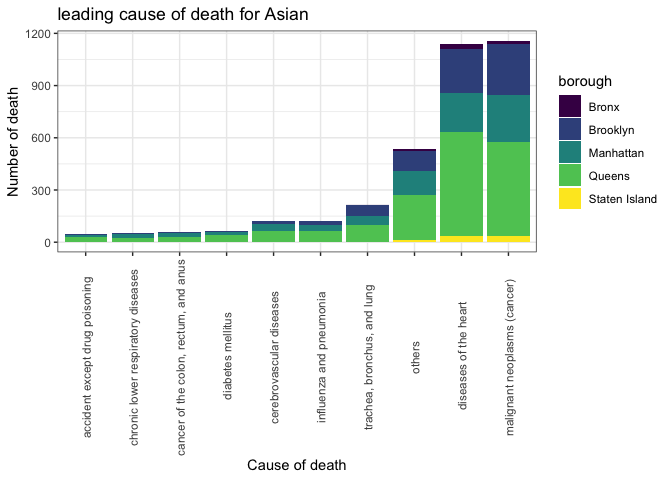 leading cause of death for Asian
1200
900
600
300
0
Number of death
accident except drug poisoning
chronic lower respiratory diseases
cancer of the colon, rectum, and anus
diabetes mellitus
cerebrovascular diseases
influenza and pneumonia
trachea, bronchus, and lung
others
diseases of the heart
malignant neoplasms (cancer)
Cause of death
borough
Bronx
Brooklyn
Manhattan
Queens
Staten Island